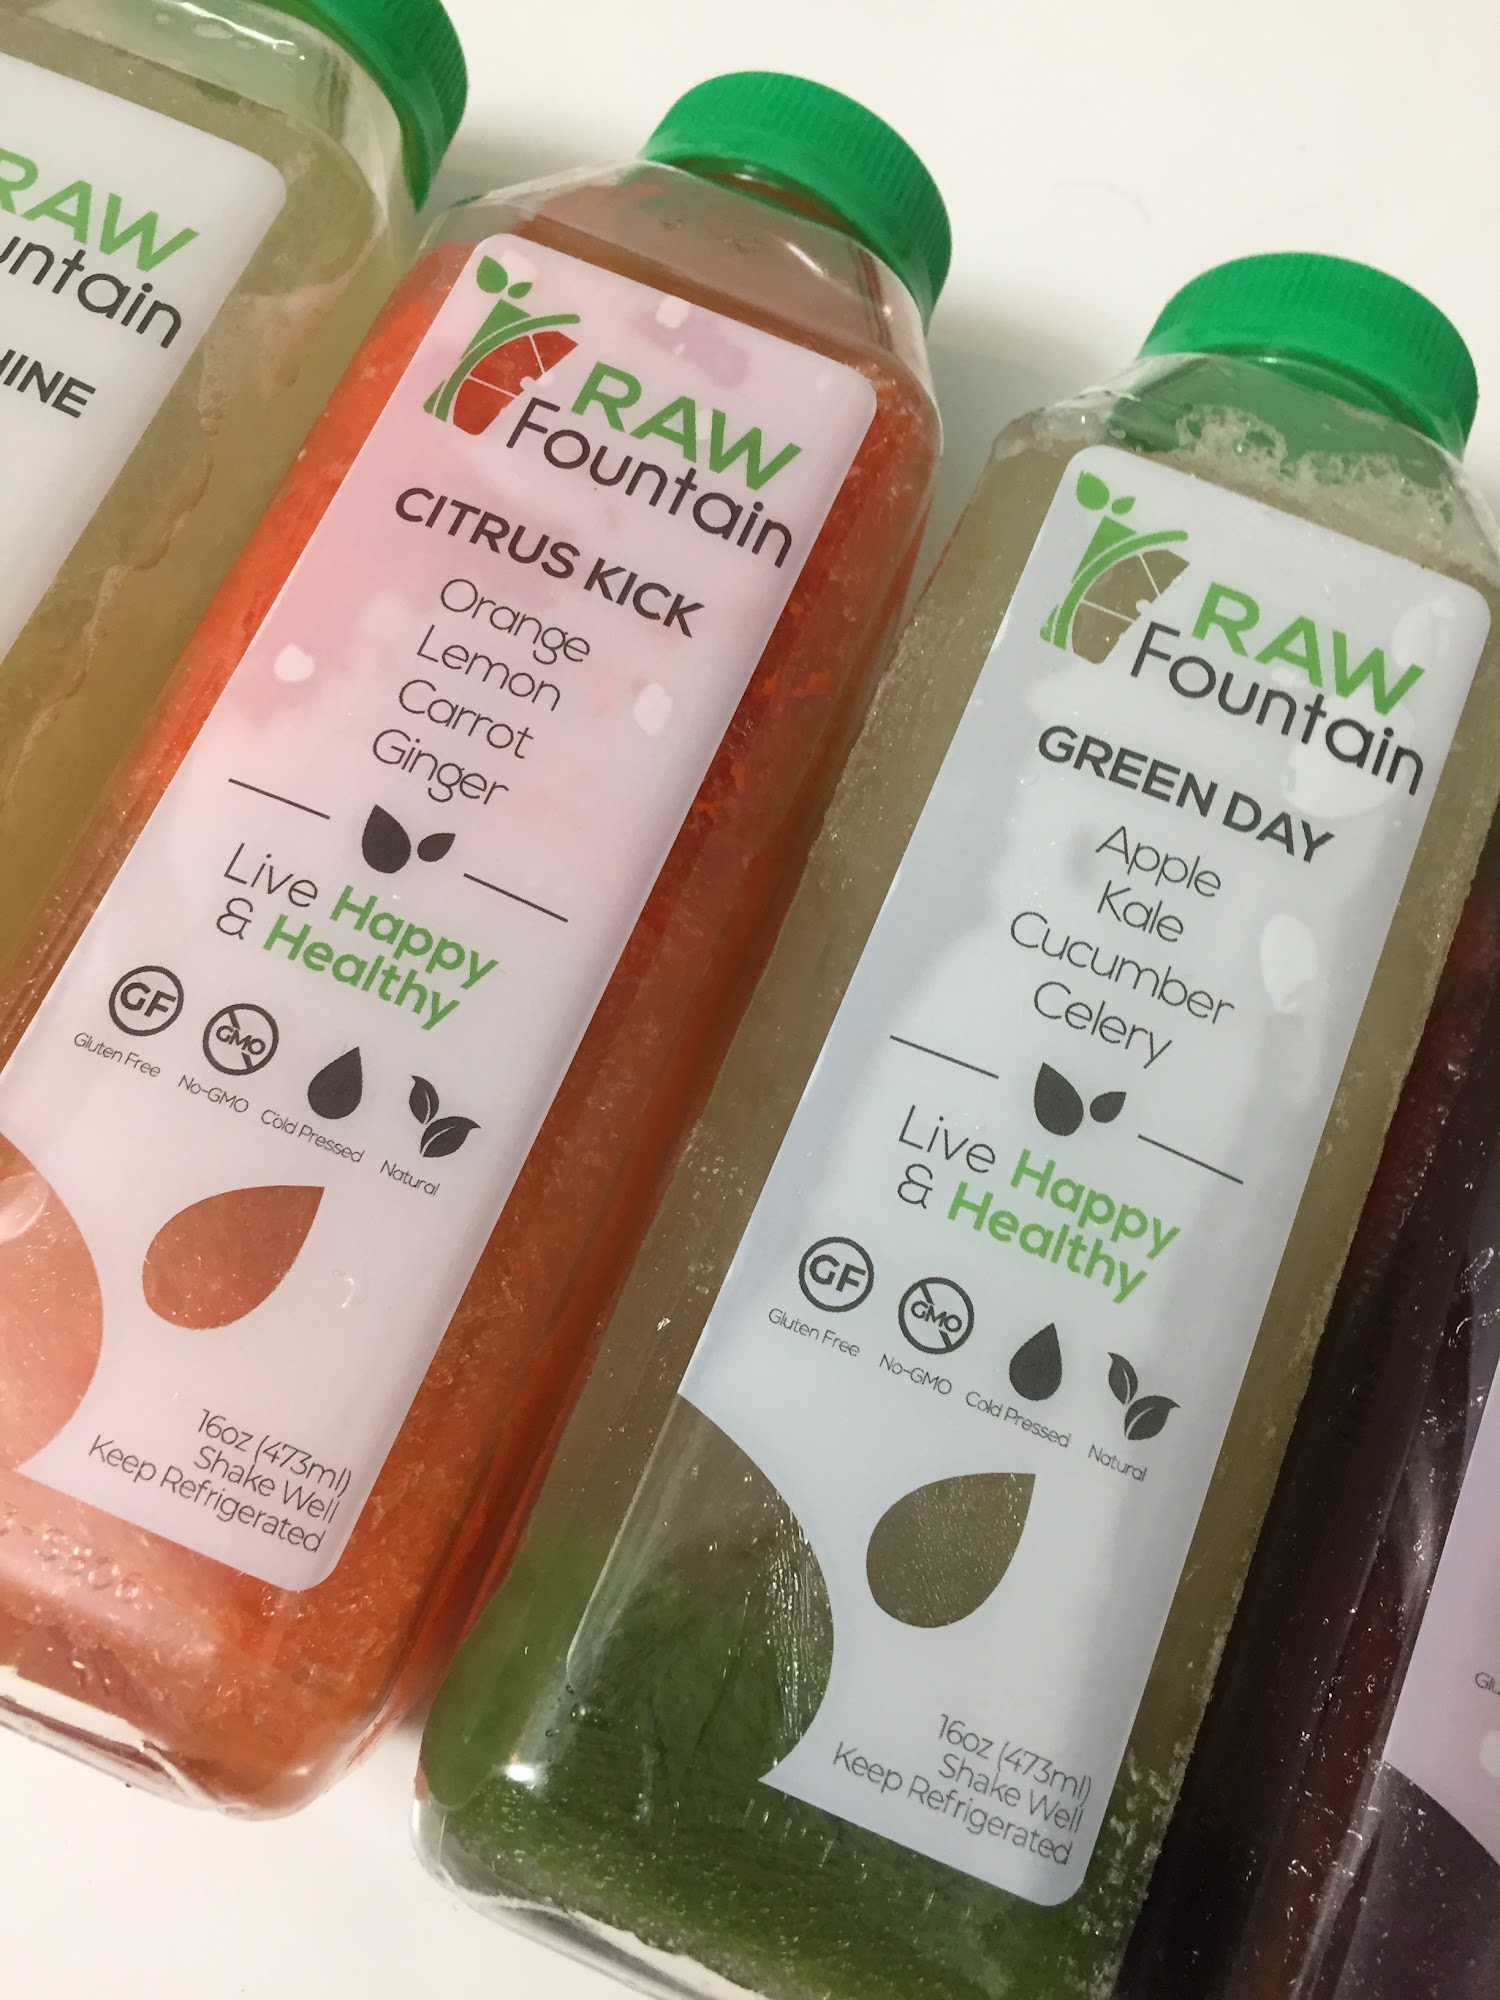 RAW
Fountain
CITRUS KICK
Orange
Lemon
Carrot
Ginger
Live Happy
& Healthy
GF
GMO
Gluten Free
No-GMO
Cold Pressed
Natural
16oz (473ml)
Shake Well
Keep Refrigerated
RAW
Fountain
GREEN DAY
Apple
Kale
Cucumber
Celery
Live Happy
& Healthy
GF
GMO
Gluten Free
No-GMO
Cold Pressed
Natural
16oz (473ml)
Shake Well
Keep Refrigerated
RAW